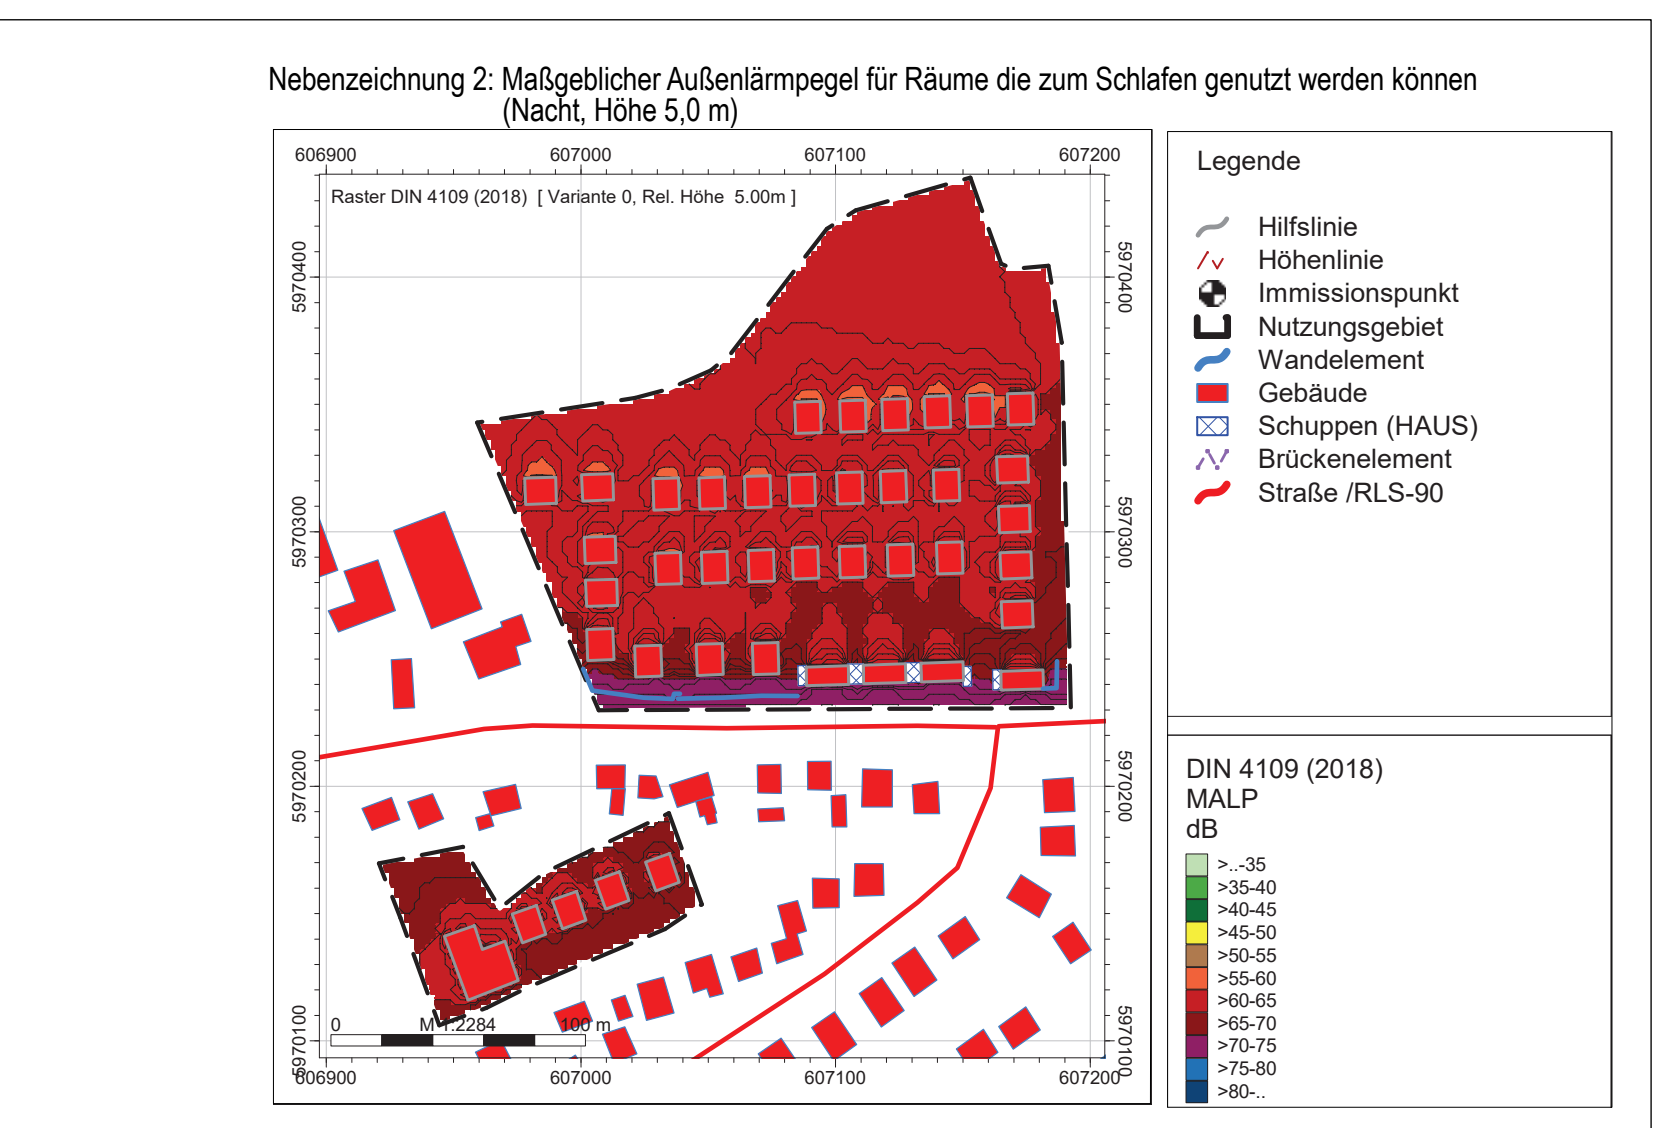 Nebenzeichnung 2: Maßgeblicher Außenlärmpegel für Räume die zum Schlafen genutzt werden können
(Nacht, Höhe 5,0 m)
606900 607000 607100 607200
Raster DIN 4109 (2018) [ Variante 0, Rel. Höhe 5.00m ]
5970400 5970400
5970300 5970300
5970200 5970200
5970100 5970100
0 M 1:2284 100 m
606900 607000 607100 607200
Legende
Hilfslinie
Höhenlinie
Immissionspunkt
Nutzungsgebiet
Wandelement
Gebäude
Schuppen (HAUS)
Brückenelement
Straße /RLS-90
DIN 4109 (2018)
MALP
dB
>..-35
>35-40
>40-45
>45-50
>50-55
>55-60
>60-65
>65-70
>70-75
>75-80
>80-..